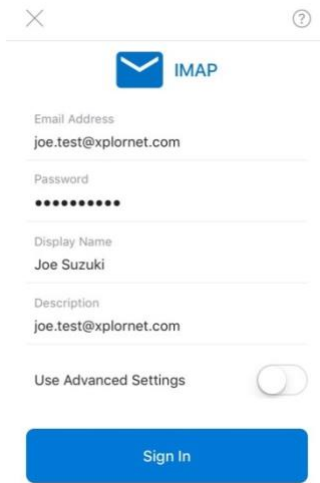 IMAP
Email Address
joe.test@xplornet.com
Password
••••••••••
Display Name
Joe Suzuki
Description
joe.test@xplornet.com
Use Advanced Settings
Sign In